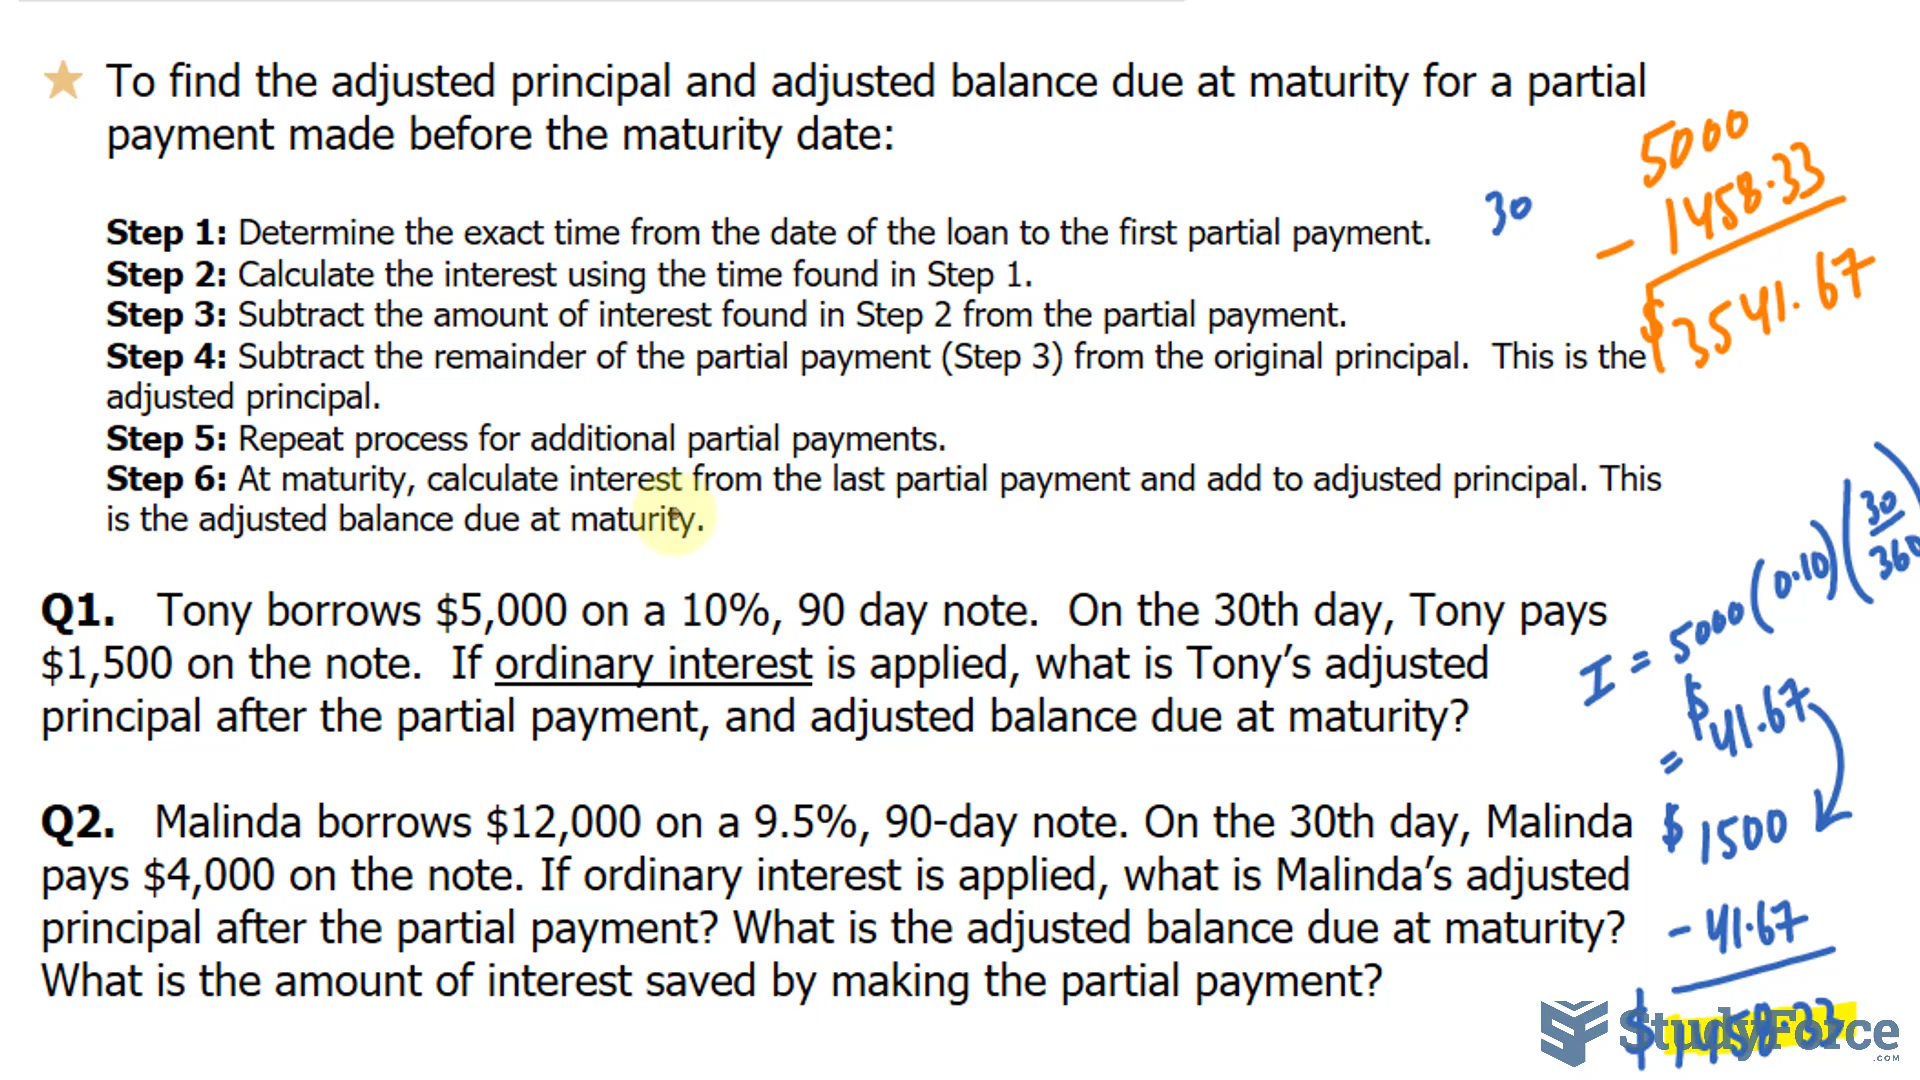 To find the adjusted principal and adjusted balance due at maturity for a partial
payment made before the maturity date:
Step 1: Determine the exact time from the date of the loan to the first partial payment.
Step 2: Calculate the interest using the time found in Step 1.
Step 3: Subtract the amount of interest found in Step 2 from the partial payment.
Step 4: Subtract the remainder of the partial payment (Step 3) from the original principal.  This is the
adjusted principal.
Step 5: Repeat process for additional partial payments.
Step 6: At maturity, calculate interest from the last partial payment and add to adjusted principal. This
is the adjusted balance due at maturity.
30
5000
- 1458.33
$3541.67
Q1. Tony borrows $5,000 on a 10%, 90 day note.  On the 30th day, Tony pays
$1,500 on the note.  If ordinary interest is applied, what is Tony’s adjusted
principal after the partial payment, and adjusted balance due at maturity?
Q2. Malinda borrows $12,000 on a 9.5%, 90-day note. On the 30th day, Malinda
pays $4,000 on the note. If ordinary interest is applied, what is Malinda’s adjusted
principal after the partial payment? What is the adjusted balance due at maturity?
What is the amount of interest saved by making the partial payment?
I = 5000(0.10)(30/360)
= $41.67
$ 1500
- 41.67
$ 1458.33
StudyForce
.COM